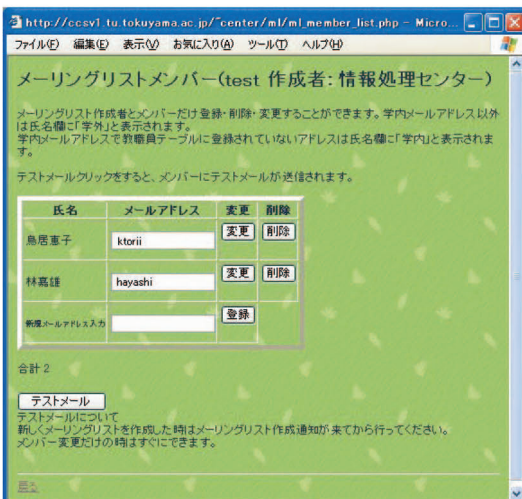 http://ccsv1.tu.tokuyama.ac.jp/~center/ml/ml_member_list.php - Micro...
ファイル(F) 編集(E) 表示(V) お気に入り(A) ツール(T) ヘルプ(H)
メーリングリストメンバー(test 作成者: 情報処理センター)
メーリングリスト作成者とメンバーだけ登録・削除・変更することができます。学内メールアドレス以外
は氏名欄に「学外」と表示されます。
学内メールアドレスで教職員テーブルに登録されていないアドレスは氏名欄に「学内」と表示されま
す。
テストメールクリックをすると、メンバーにテストメールが送信されます。
氏名 メールアドレス 変更 削除
鳥居恵子 ktorii 変更 削除
林嘉雄 hayashi 変更 削除
新規メールアドレス入力 登録
合計 2
テストメール
テストメールについて
新しくメーリングリストを作成した時はメーリングリスト作成通知が来てから行ってください。
メンバー変更だけの時はすぐにできます。
戻る